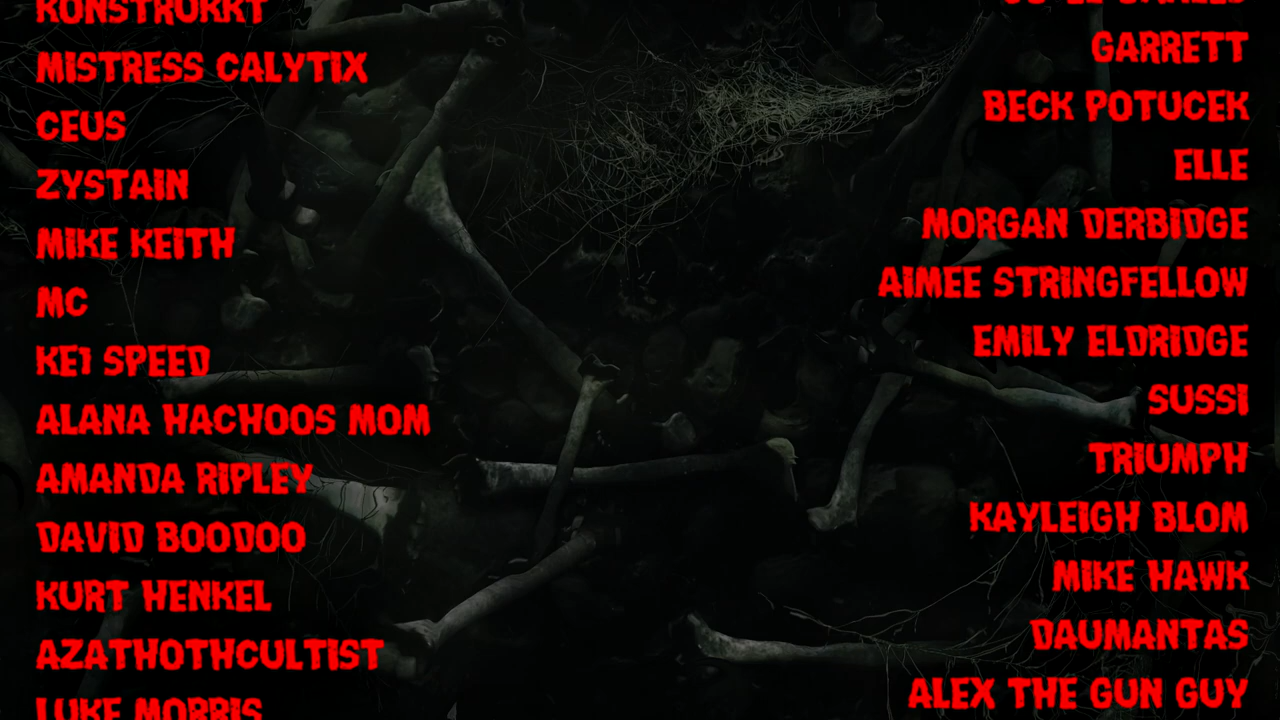 KONSTRUKKT
MISTRESS CALYTIX
CEUS
ZYSTAIN
MIKE KEITH
MC
KE1 SPEED
ALANA HACHOOS MOM
AMANDA RIPLEY
DAVID BOODOO
KURT HENKEL
AZATHOTHCULTIST
LUKE MORRIS
GARRETT
BECK POTUCEK
ELLE
MORGAN DERBIDGE
AIMEE STRINGFELLOW
EMILY ELDRIDGE
SUSSI
TRIUMPH
KAYLEIGH BLOM
MIKE HAWK
DAUMANTAS
ALEX THE GUN GUY